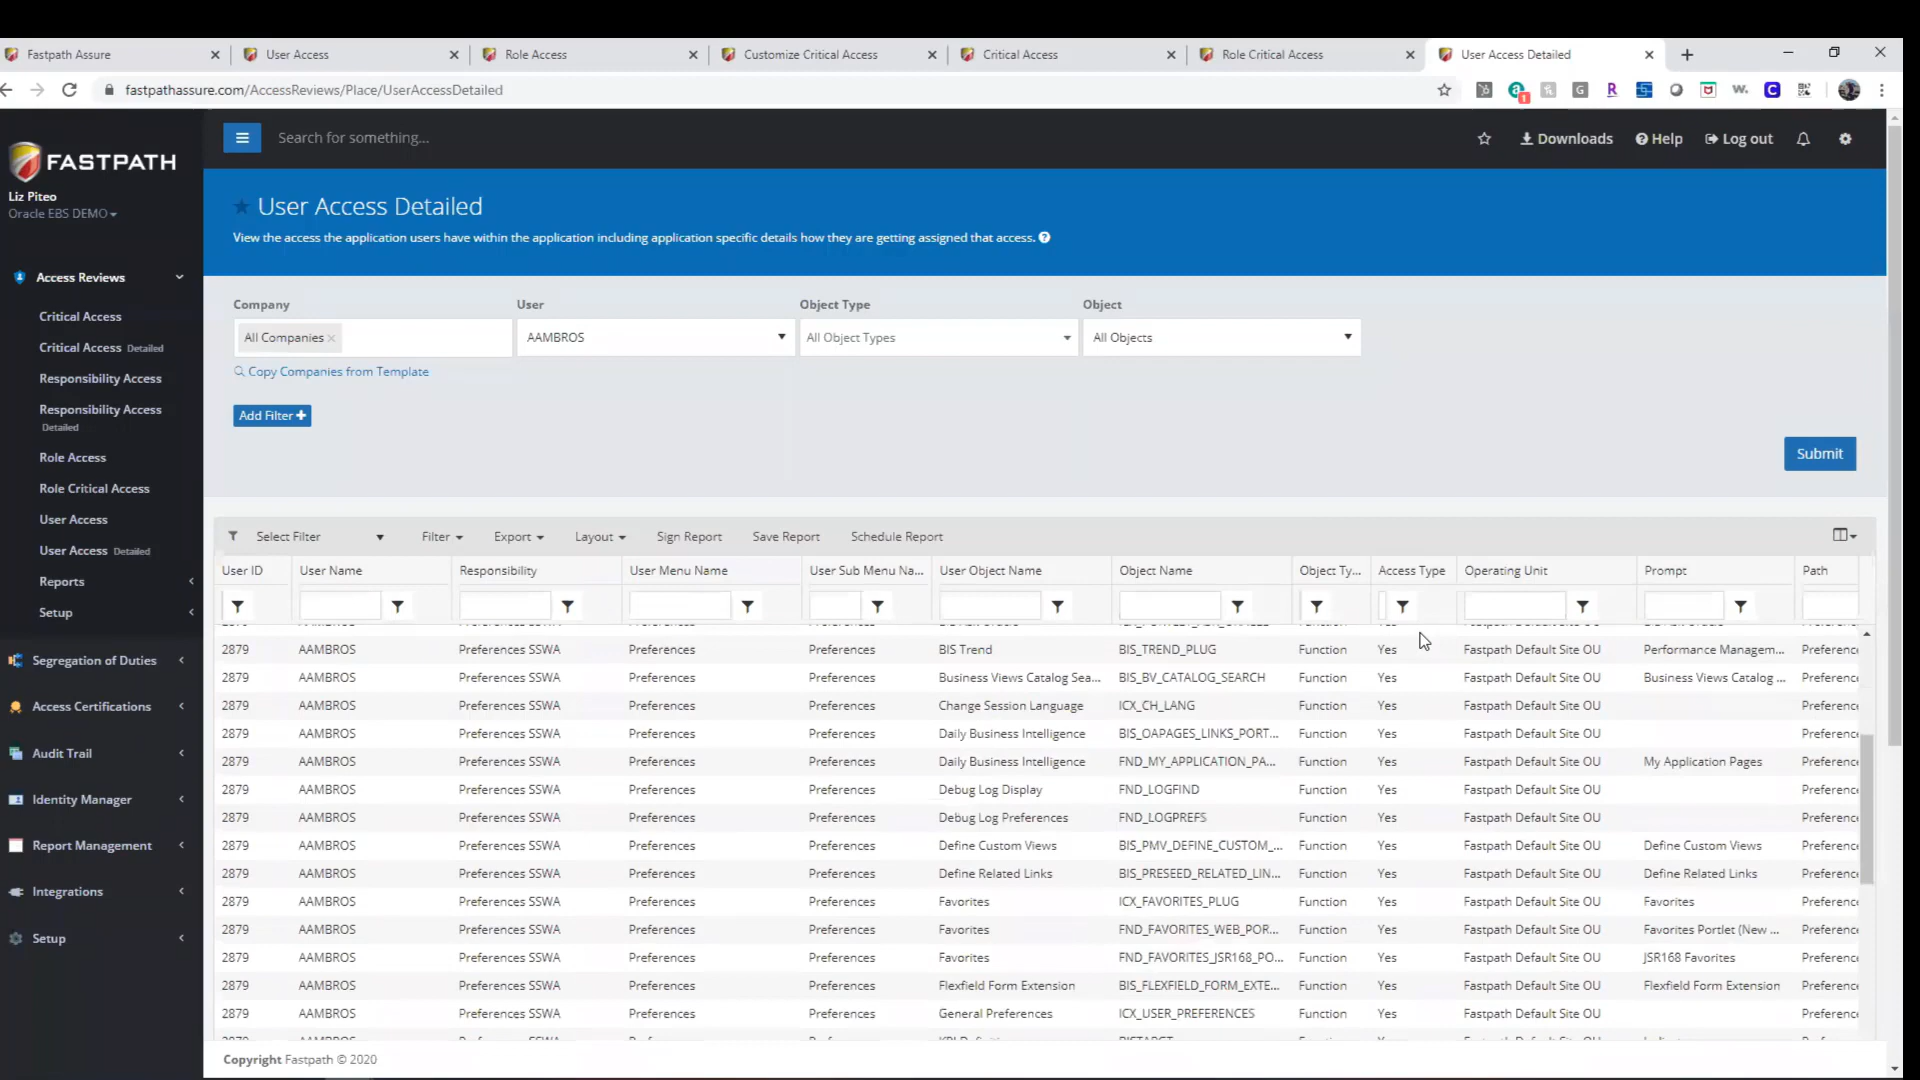 Fastpath Assure
User Access
Role Access
Customize Critical Access
Critical Access
Role Critical Access
User Access Detailed
fastpathassure.com/AccessReviews/Place/UserAccessDetailed
FASTPATH
Liz Piteo
Oracle EBS DEMO
Search for something...
Downloads
Help
Log out
User Access Detailed
View the access the application users have within the application including application specific details how they are getting assigned that access.
Access Reviews
Critical Access
Critical Access Detailed
Responsibility Access
Responsibility Access
Detailed
Role Access
Role Critical Access
User Access
User Access Detailed
Reports
Setup
Segregation of Duties
Access Certifications
Audit Trail
Identity Manager
Report Management
Integrations
Setup
Company User Object Type Object
All Companies AAMBROS All Object Types All Objects
Copy Companies from Template
Add Filter
Submit
Select Filter Filter Export Layout Sign Report Save Report Schedule Report
User ID User Name Responsibility User Menu Name User Sub Menu Na... User Object Name Object Name Object Ty... Access Type Operating Unit Prompt Path
2879 AAMBROS Preferences SSWA Preferences Preferences BIS Trend BIS_TREND_PLUG Function Yes Fastpath Default Site OU Performance Managem... Preference
2879 AAMBROS Preferences SSWA Preferences Preferences Business Views Catalog Sea... BIS_BV_CATALOG_SEARCH Function Yes Fastpath Default Site OU Business Views Catalog ... Preference
2879 AAMBROS Preferences SSWA Preferences Preferences Change Session Language ICX_CH_LANG Function Yes Fastpath Default Site OU Preference
2879 AAMBROS Preferences SSWA Preferences Preferences Daily Business Intelligence BIS_OAPAGES_LINKS_PORT... Function Yes Fastpath Default Site OU Preference
2879 AAMBROS Preferences SSWA Preferences Preferences Daily Business Intelligence FND_MY_APPLICATION_PA... Function Yes Fastpath Default Site OU My Application Pages Preference
2879 AAMBROS Preferences SSWA Preferences Preferences Debug Log Display FND_LOGFIND Function Yes Fastpath Default Site OU Preference
2879 AAMBROS Preferences SSWA Preferences Preferences Debug Log Preferences FND_LOGPREFS Function Yes Fastpath Default Site OU Preference
2879 AAMBROS Preferences SSWA Preferences Preferences Define Custom Views BIS_PMV_DEFINE_CUSTOM_... Function Yes Fastpath Default Site OU Define Custom Views Preference
2879 AAMBROS Preferences SSWA Preferences Preferences Define Related Links BIS_PRESEED_RELATED_LIN... Function Yes Fastpath Default Site OU Define Related Links Preference
2879 AAMBROS Preferences SSWA Preferences Preferences Favorites ICX_FAVORITES_PLUG Function Yes Fastpath Default Site OU Favorites Preference
2879 AAMBROS Preferences SSWA Preferences Preferences Favorites FND_FAVORITES_WEB_POR... Function Yes Fastpath Default Site OU Favorites Portlet (New ... Preference
2879 AAMBROS Preferences SSWA Preferences Preferences Favorites FND_FAVORITES_JSR168_PO... Function Yes Fastpath Default Site OU JSR168 Favorites Preference
2879 AAMBROS Preferences SSWA Preferences Preferences Flexfield Form Extension BIS_FLEXFIELD_FORM_EXTE... Function Yes Fastpath Default Site OU Flexfield Form Extension Preference
2879 AAMBROS Preferences SSWA Preferences Preferences General Preferences ICX_USER_PREFERENCES Function Yes Fastpath Default Site OU Preference
Copyright Fastpath © 2020